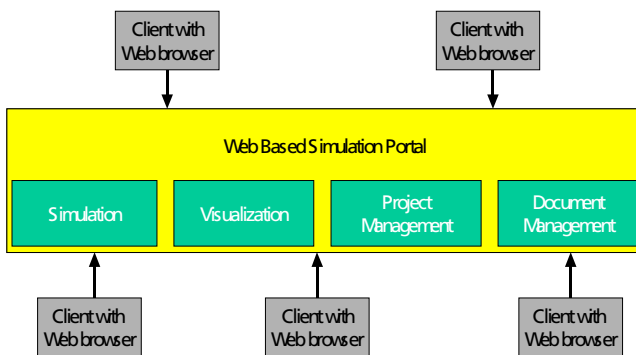 Client with
Web browser
Client with
Web browser
Web Based Simulation Portal
Simulation
Visualization
Project
Management
Document
Management
Client with
Web browser
Client with
Web browser
Client with
Web browser